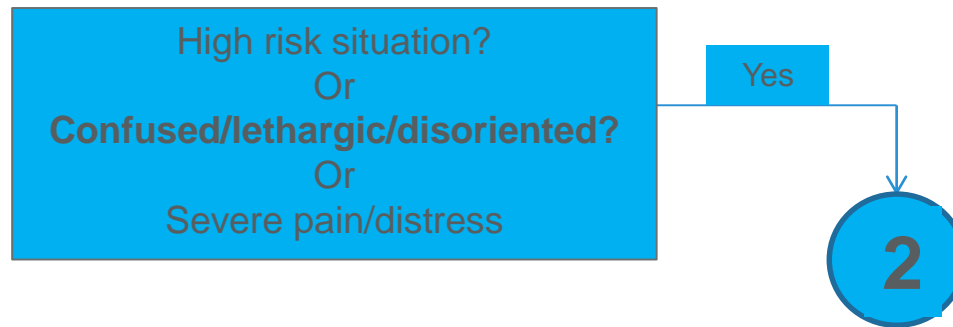 High risk situation?
Or
Confused/lethargic/disoriented?
Or
Severe pain/distress
Yes
2